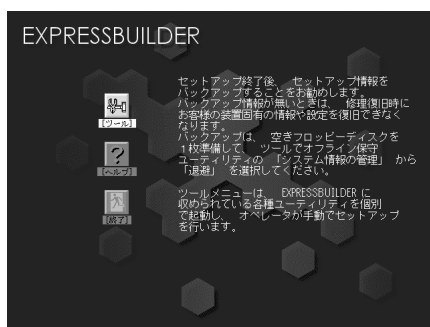 EXPRESSBUILDER
セットアップ終了後、 セットアップ情報を
バックアップすることをお勧めします。
バックアップ情報が無いときは、 修理復旧時に
お客様の装置固有の情報や設定を復旧できなく
なります。
バックアップは、 空きフロッピーディスクを
1枚準備して、 ツールでオフライン保守
ユーティリティの 「システム情報の管理」 から
「退避」 を選択してください。
[ツール]
[ヘルプ]
ツールメニューは、 EXPRESSBUILDER に
収められている各種ユーティリティを個別
で起動し、 オペレータが手動でセットアップ
を行います。
[終了]